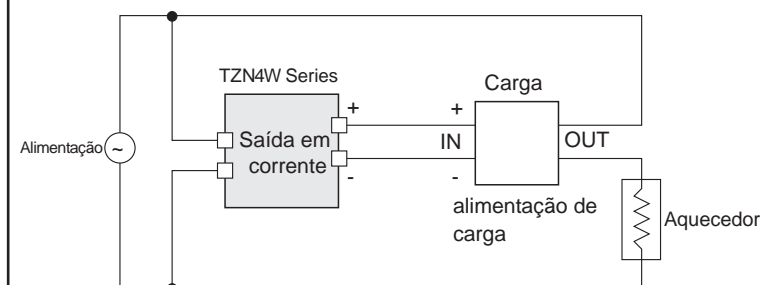 TZN4W Series
Carga
Alimentação
~
Saída em
corrente
+
-
+
IN
-
OUT
alimentação de
carga
Aquecedor